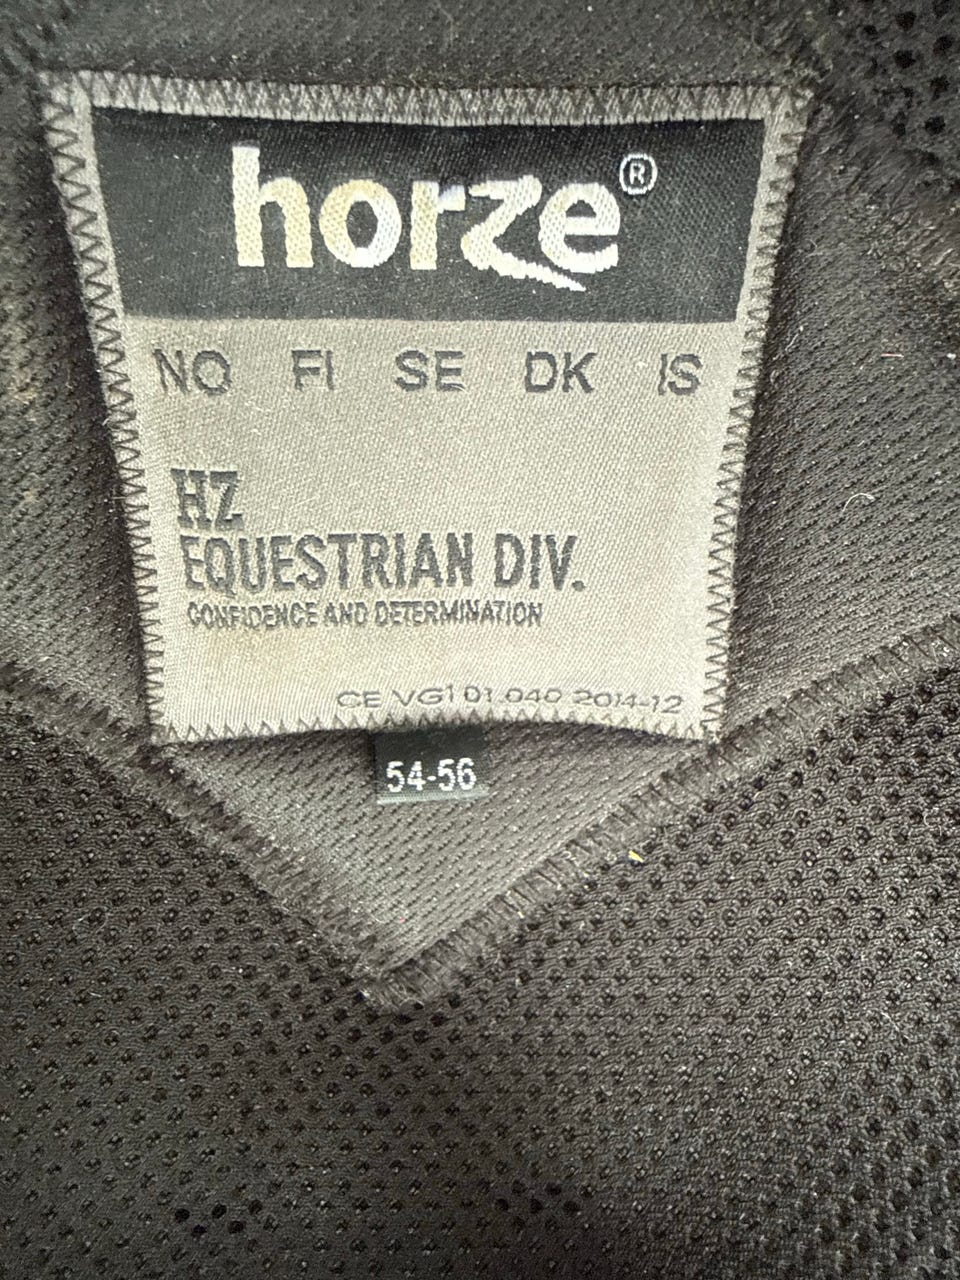 horze®
NO FI SE DK IS
HZ
EQUESTRIAN DIV.
CONFIDENCE AND DETERMINATION
CE VG1 01.040 2014-12
54-56